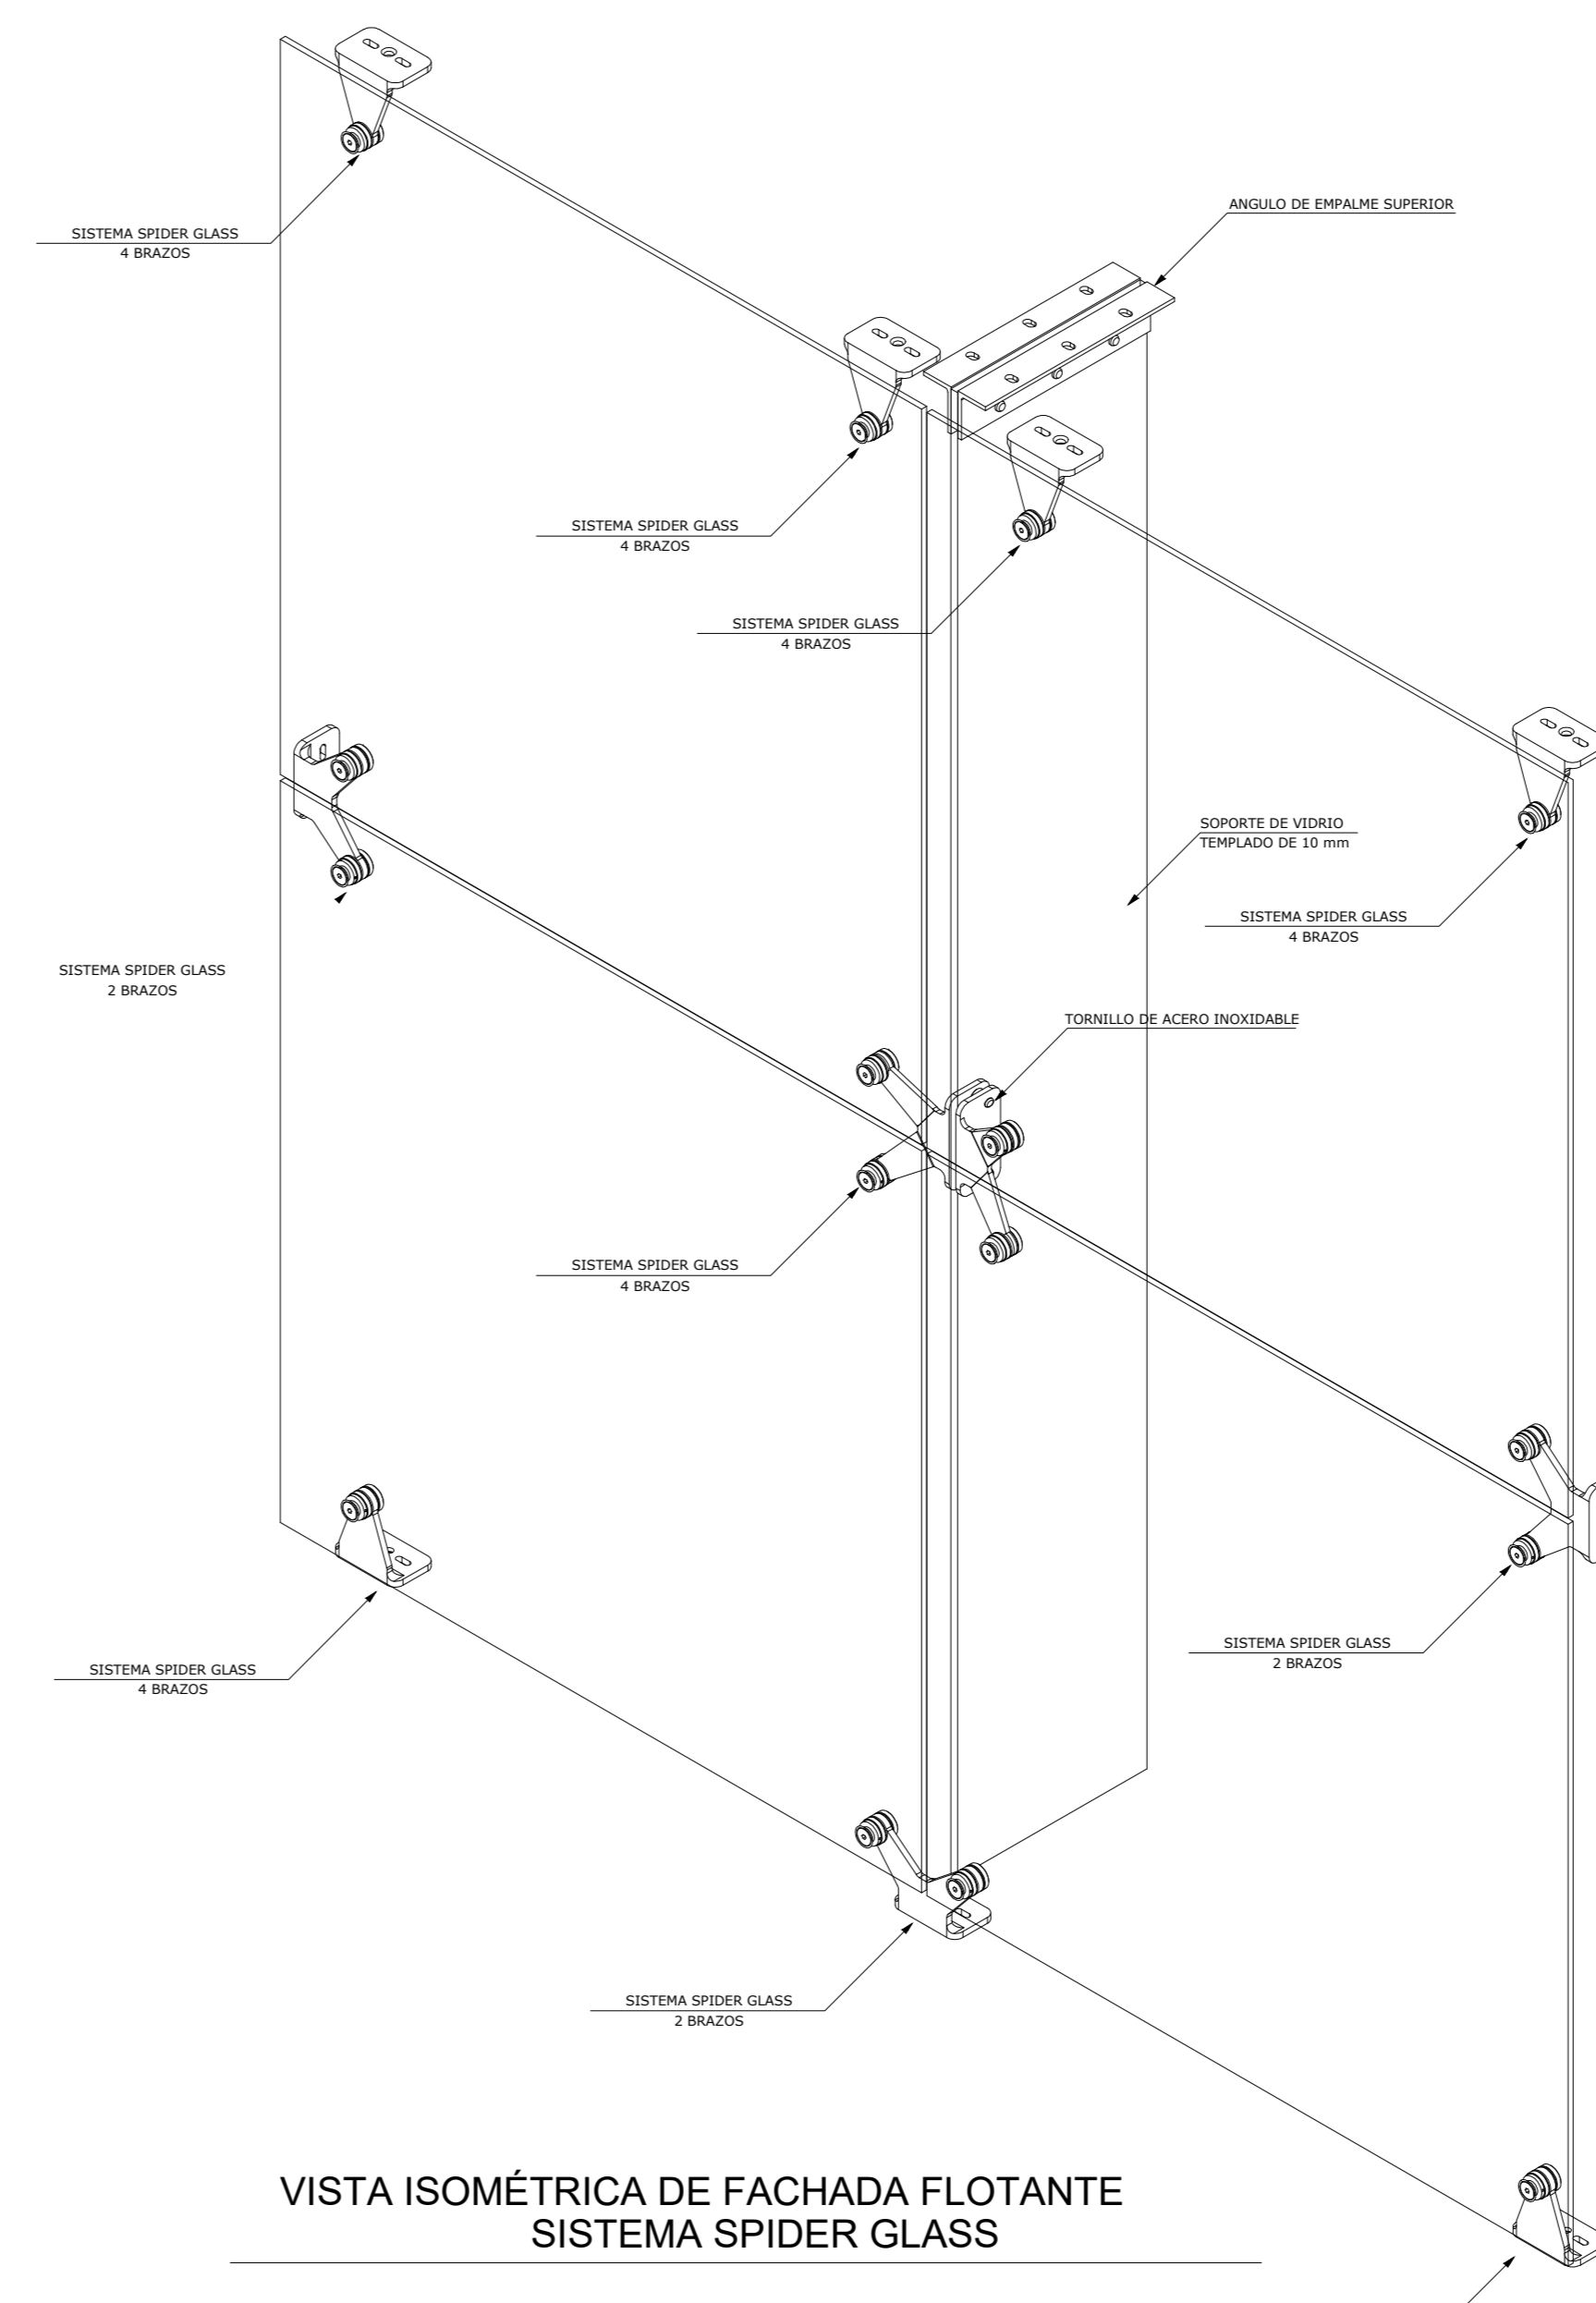 ANGULO DE EMPALME SUPERIOR
SISTEMA SPIDER GLASS
4 BRAZOS
SISTEMA SPIDER GLASS
4 BRAZOS
SISTEMA SPIDER GLASS
4 BRAZOS
SOPORTE DE VIDRIO
TEMPLADO DE 10 mm
SISTEMA SPIDER GLASS
4 BRAZOS
SISTEMA SPIDER GLASS
2 BRAZOS
TORNILLO DE ACERO INOXIDABLE
SISTEMA SPIDER GLASS
4 BRAZOS
SISTEMA SPIDER GLASS
2 BRAZOS
SISTEMA SPIDER GLASS
4 BRAZOS
SISTEMA SPIDER GLASS
2 BRAZOS
VISTA ISOMÉTRICA DE FACHADA FLOTANTE
SISTEMA SPIDER GLASS